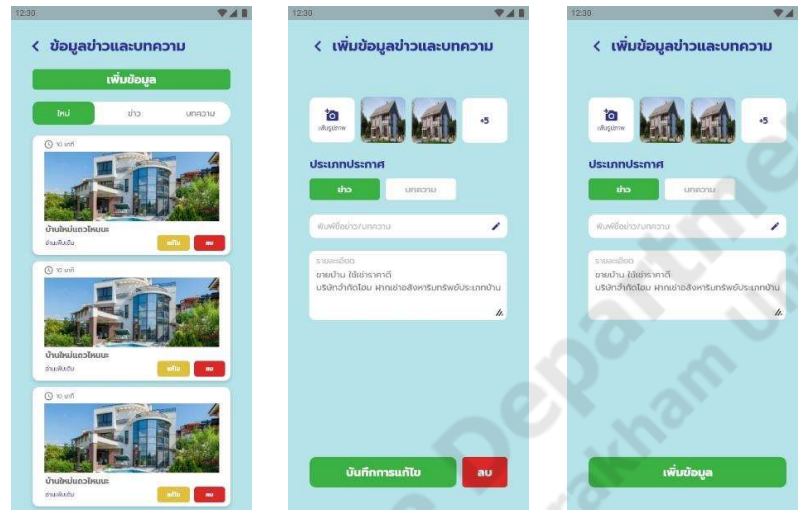 12:30
ข้อมูลข่าวและบทความ
เพิ่มข้อมูล
ใหม่ ข่าว บทความ
10 นาที
บ้านใหม่แถวไหนนะ
อ่านเพิ่มเติม แก้ไข ลบ
10 นาที
บ้านใหม่แถวไหนนะ
อ่านเพิ่มเติม แก้ไข ลบ
10 นาที
บ้านใหม่แถวไหนนะ
อ่านเพิ่มเติม แก้ไข ลบ
12:30
เพิ่มข้อมูลข่าวและบทความ
เพิ่มรูปภาพ +5
ประเภทประกาศ
ข่าว บทความ
พิมพ์ชื่อข่าว/บทความ
รายละเอียด
ขายบ้าน ใช้เช่าราคาดี
บริษัทจำกัดโฮม ฝากเช่าอสังหาริมทรัพย์ประเภทบ้าน
บันทึกการแก้ไข ลบ
12:30
เพิ่มข้อมูลข่าวและบทความ
เพิ่มรูปภาพ +5
ประเภทประกาศ
ข่าว บทความ
พิมพ์ชื่อข่าว/บทความ
รายละเอียด
ขายบ้าน ใช้เช่าราคาดี
บริษัทจำกัดโฮม ฝากเช่าอสังหาริมทรัพย์ประเภทบ้าน
เพิ่มข้อมูล